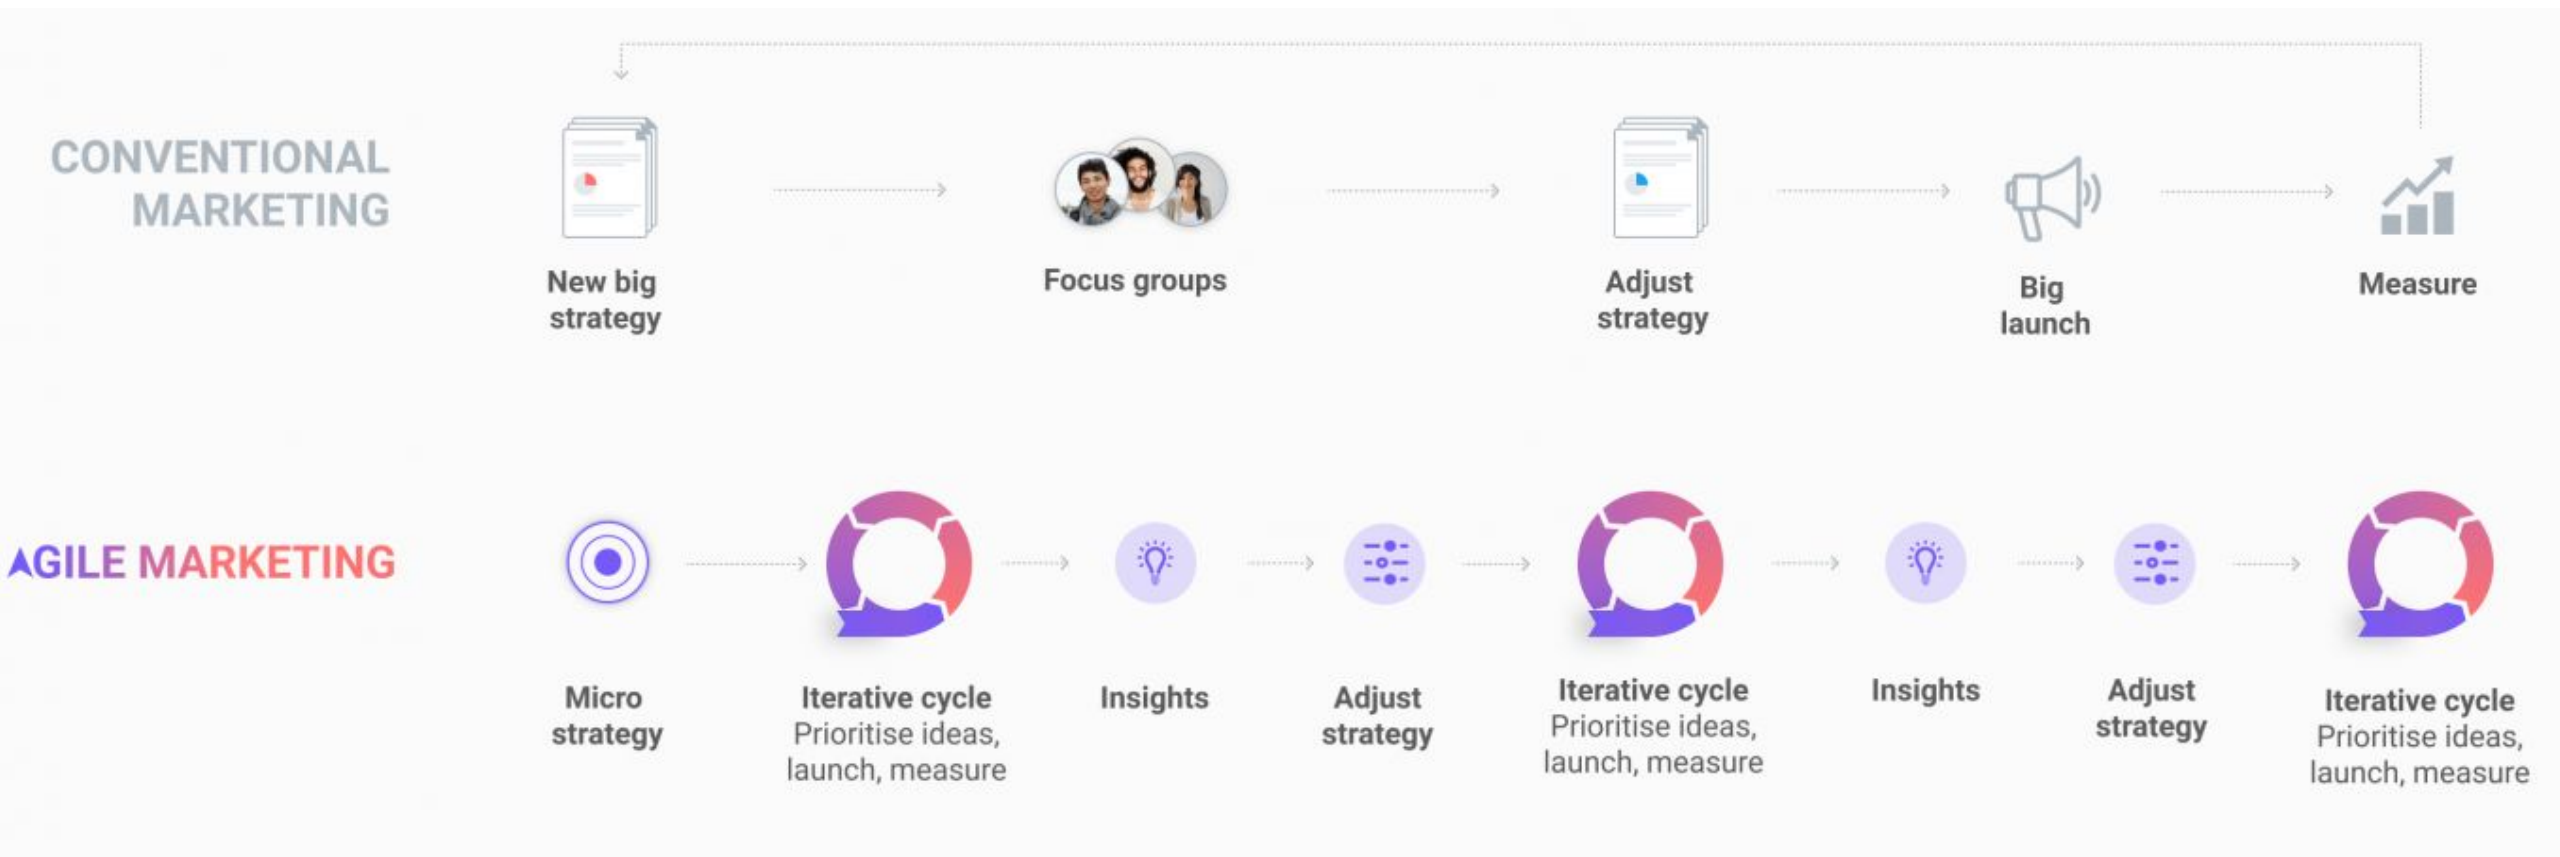 CONVENTIONAL
MARKETING
New big
strategy
Focus groups
Adjust
strategy
Big
launch
Measure
AGILE MARKETING
Micro
strategy
Iterative cycle
Prioritise ideas,
launch, measure
Insights
Adjust
strategy
Iterative cycle
Prioritise ideas,
launch, measure
Insights
Adjust
strategy
Iterative cycle
Prioritise ideas,
launch, measure